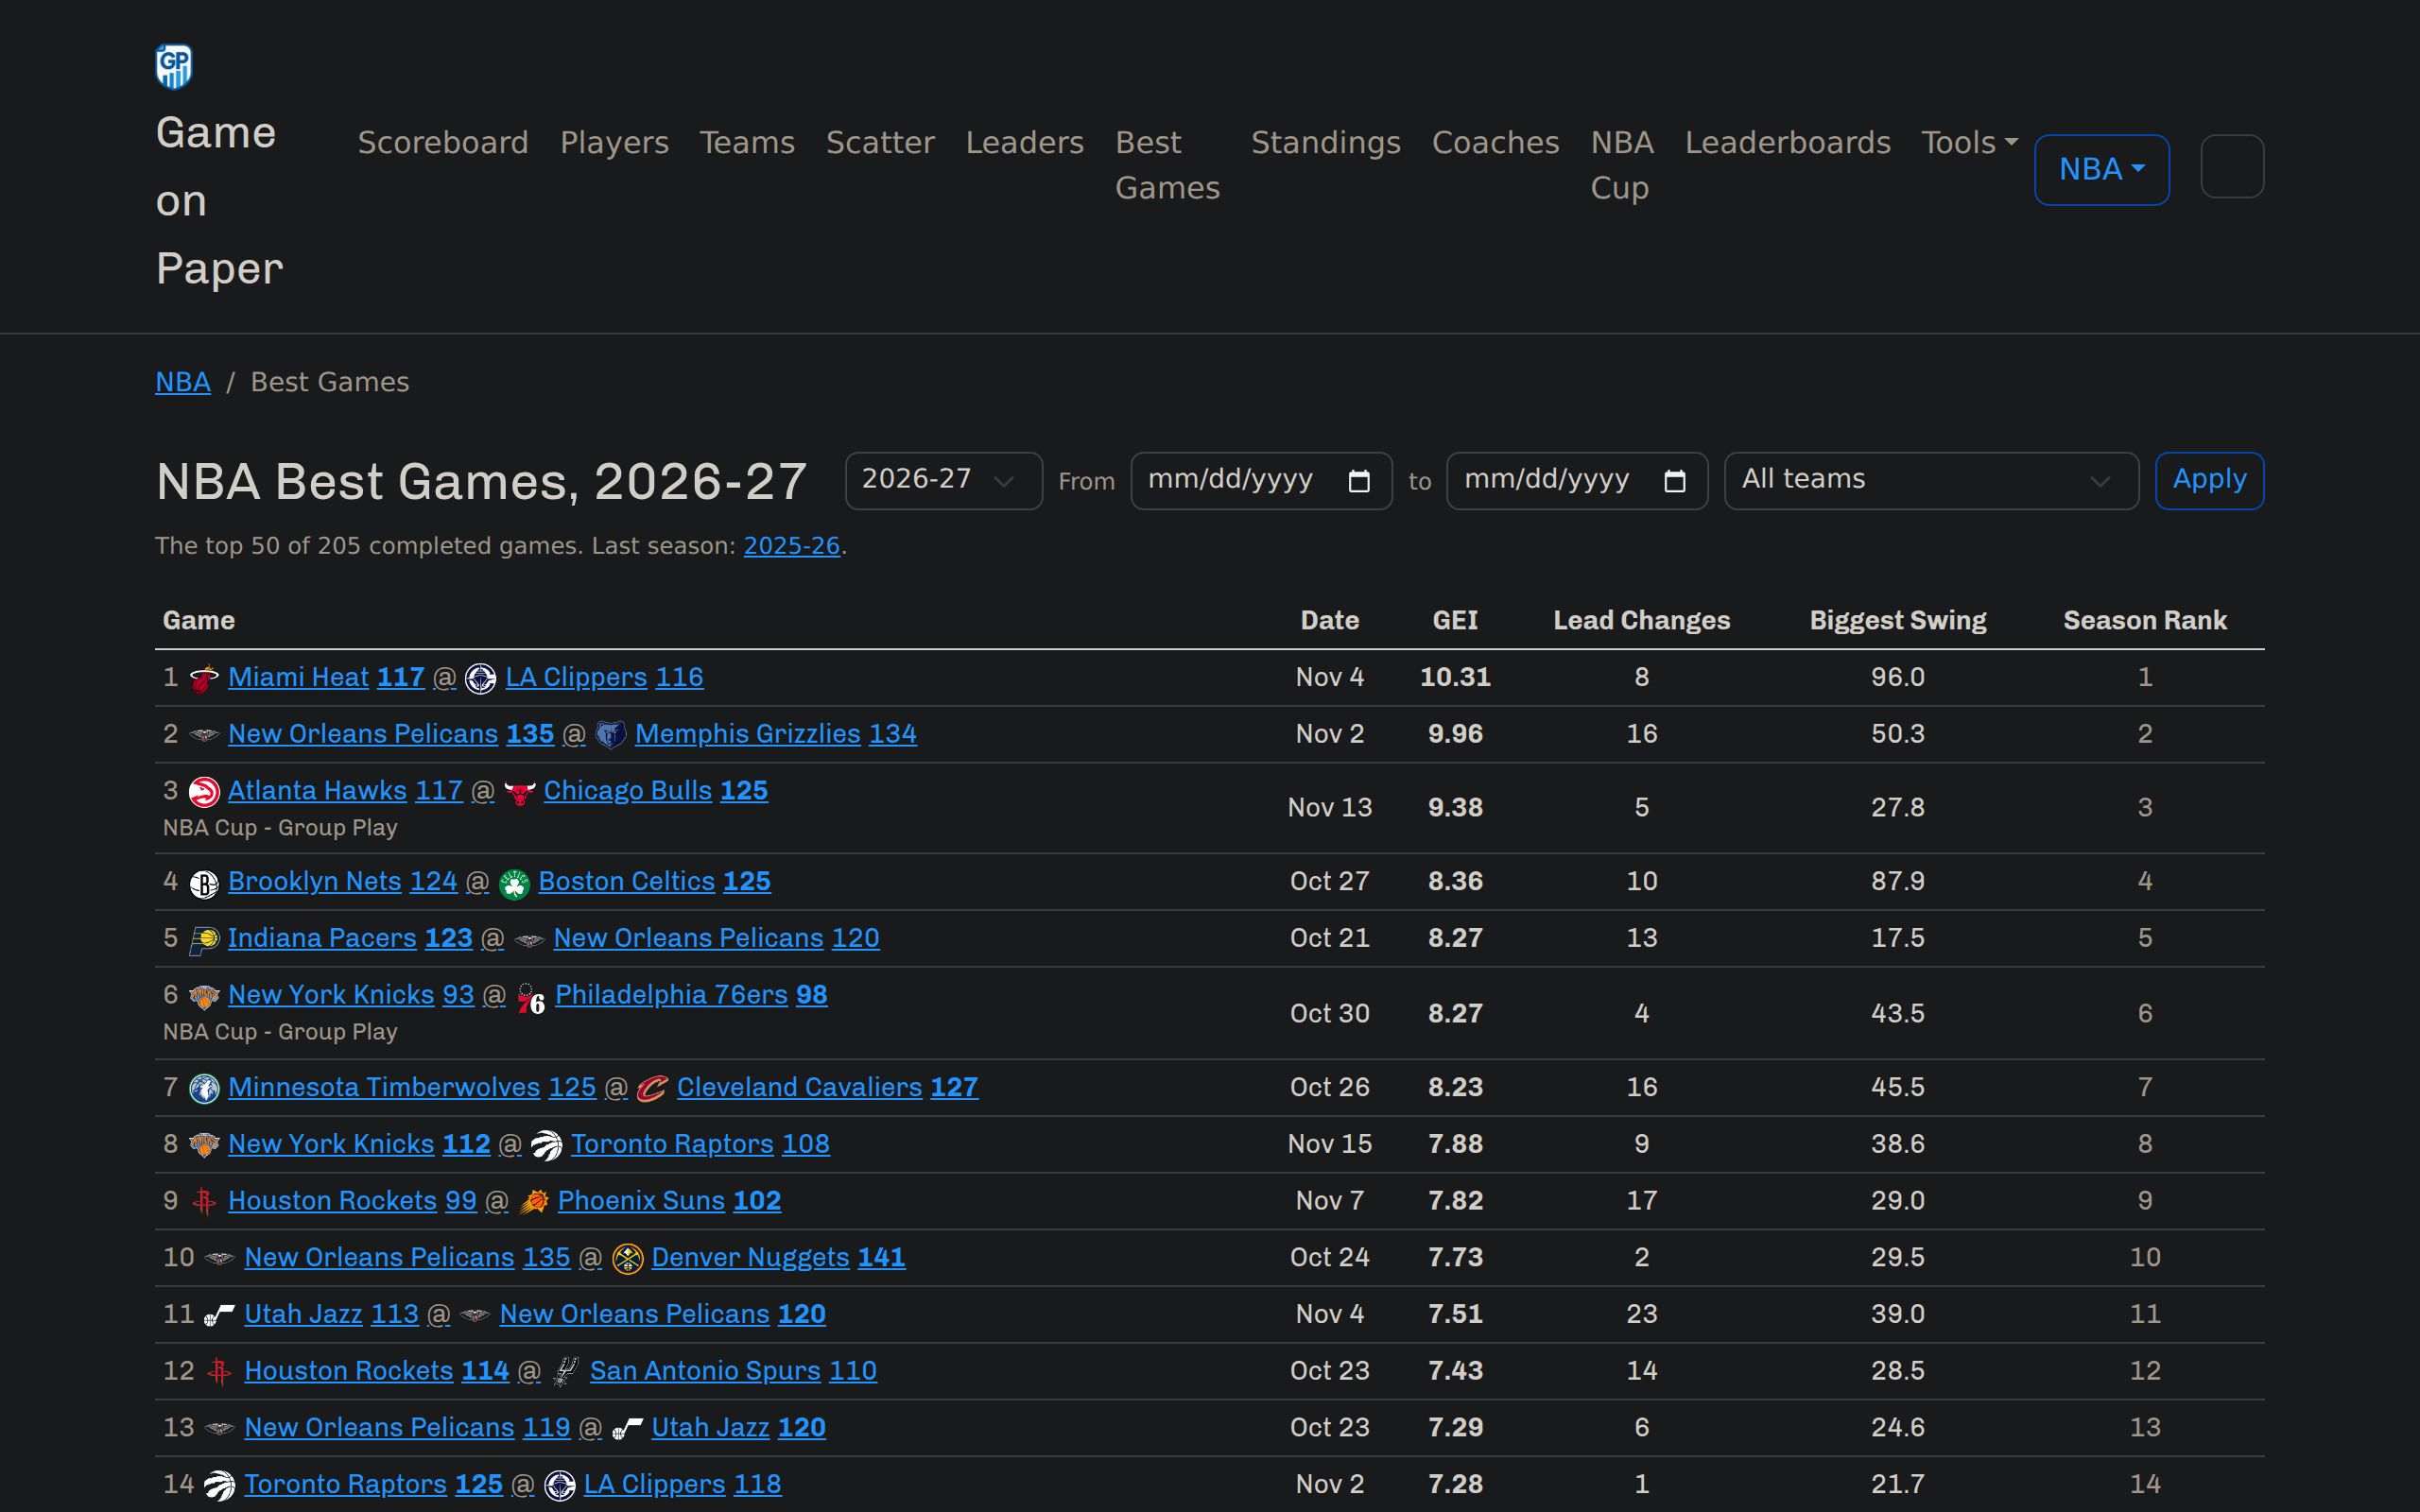 GP
Game
on
Paper
Scoreboard Players Teams Scatter Leaders Best Games Standings Coaches NBA Cup Leaderboards Tools NBA
NBA / Best Games
NBA Best Games, 2026-27 2026-27 From mm/dd/yyyy to mm/dd/yyyy All teams Apply
The top 50 of 205 completed games. Last season: 2025-26.
Game Date GEI Lead Changes Biggest Swing Season Rank
1 Miami Heat 117 @ LA Clippers 116 Nov 4 10.31 8 96.0 1
2 New Orleans Pelicans 135 @ Memphis Grizzlies 134 Nov 2 9.96 16 50.3 2
3 Atlanta Hawks 117 @ Chicago Bulls 125 Nov 13 9.38 5 27.8 3
NBA Cup - Group Play
4 Brooklyn Nets 124 @ Boston Celtics 125 Oct 27 8.36 10 87.9 4
5 Indiana Pacers 123 @ New Orleans Pelicans 120 Oct 21 8.27 13 17.5 5
6 New York Knicks 93 @ Philadelphia 76ers 98 Oct 30 8.27 4 43.5 6
NBA Cup - Group Play
7 Minnesota Timberwolves 125 @ Cleveland Cavaliers 127 Oct 26 8.23 16 45.5 7
8 New York Knicks 112 @ Toronto Raptors 108 Nov 15 7.88 9 38.6 8
9 Houston Rockets 99 @ Phoenix Suns 102 Nov 7 7.82 17 29.0 9
10 New Orleans Pelicans 135 @ Denver Nuggets 141 Oct 24 7.73 2 29.5 10
11 Utah Jazz 113 @ New Orleans Pelicans 120 Nov 4 7.51 23 39.0 11
12 Houston Rockets 114 @ San Antonio Spurs 110 Oct 23 7.43 14 28.5 12
13 New Orleans Pelicans 119 @ Utah Jazz 120 Oct 23 7.29 6 24.6 13
14 Toronto Raptors 125 @ LA Clippers 118 Nov 2 7.28 1 21.7 14